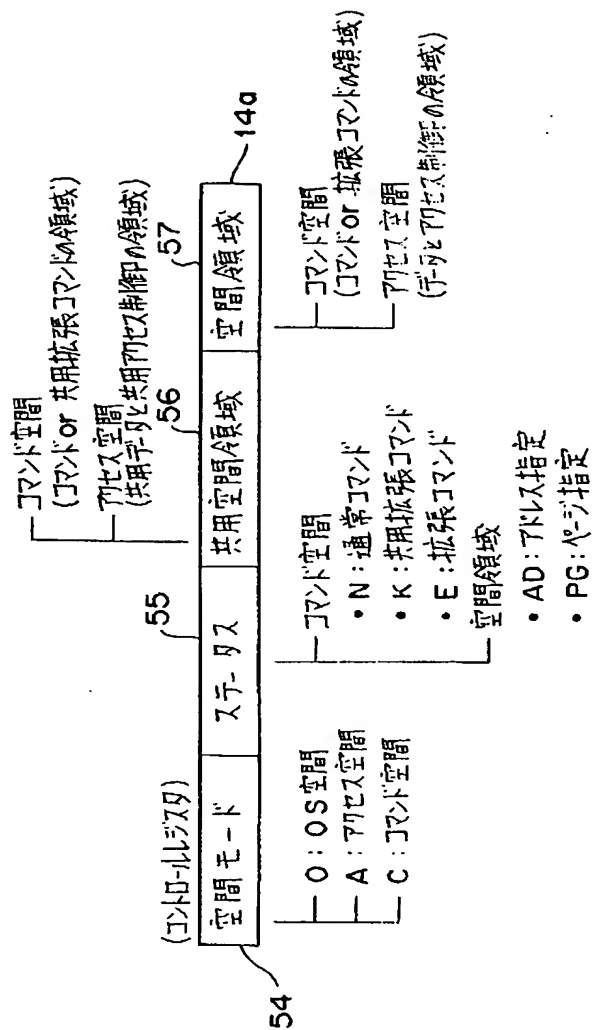 (コントロールレジスタ)
14a
54
空間モード
55
ステータス
56
共用空間領域
57
空間領域
O:OS空間
A:アクセス空間
C:コマンド空間
コマンド空間
• N:通常コマンド
• K:共用拡張コマンド
• E:拡張コマンド
空間領域
• AD:アドレス指定
• PG:ページ指定
コマンド空間
(コマンド or 共用拡張コマンドの領域)
アクセス空間
(共用データと共用アクセス制御の領域)
コマンド空間
(コマンド or 拡張コマンドの領域)
アクセス空間
(データとアクセス制御の領域)